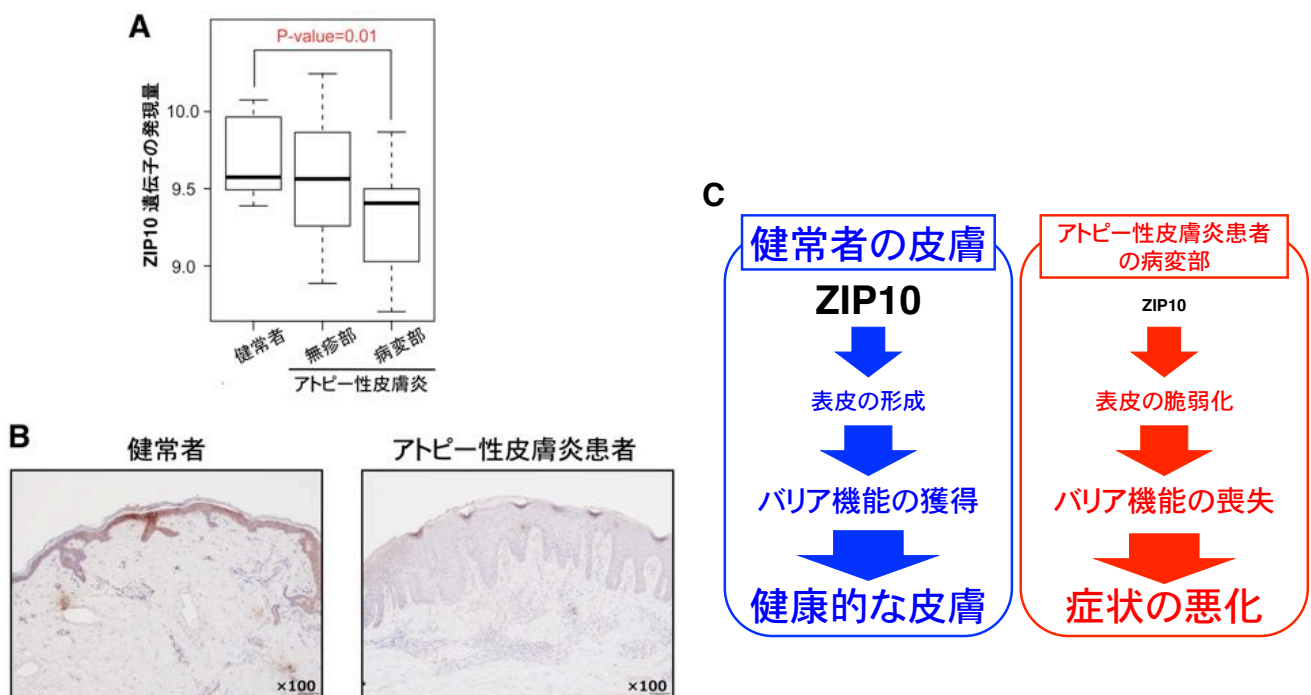 A
P-value=0.01
ZIP10 遺伝子の発現量
10.0
9.5
9.0
健常者
無疹部
病変部
アトピー性皮膚炎
B
健常者
アトピー性皮膚炎患者
×100
×100
C
健常者の皮膚
ZIP10
表皮の形成
バリア機能の獲得
健康的な皮膚
アトピー性皮膚炎患者
の病変部
ZIP10
表皮の脆弱化
バリア機能の喪失
症状の悪化